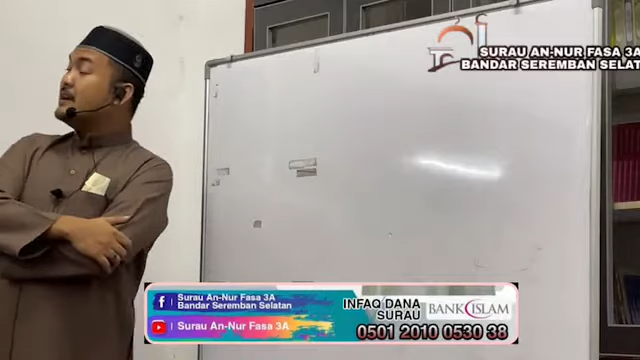 SURAU AN-NUR FASA 3A
BANDAR SEREMBAN SELAT
Surau An-Nur Fasa 3A
Bandar Seremban Selatan
Surau An-Nur Fasa 3A
INFAQ DANA
SURAU
BANK ISLAM
0501 2010 0530 38